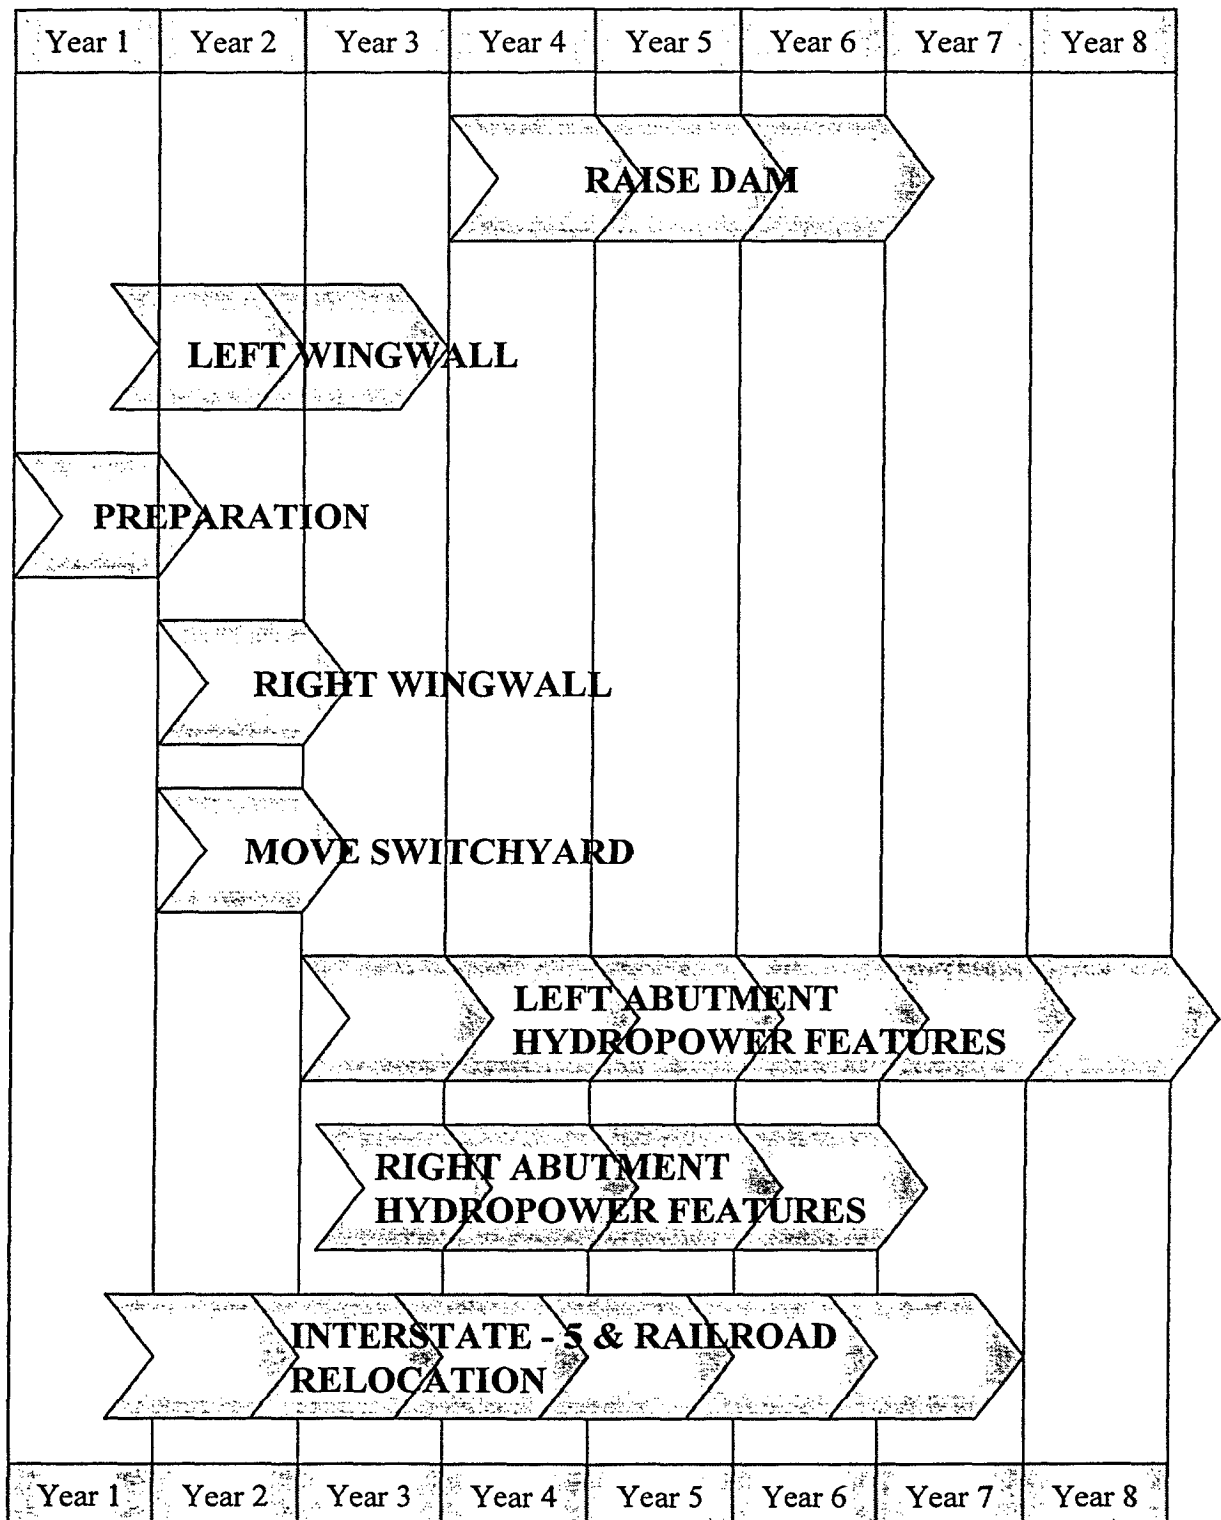 Year 1 Year 2 Year 3 Year 4 Year 5 Year 6 Year 7 Year 8
RAISE DAM
LEFT WINGWALL
PREPARATION
RIGHT WINGWALL
MOVE SWITCHYARD
LEFT ABUTMENT
HYDROPOWER FEATURES
RIGHT ABUTMENT
HYDROPOWER FEATURES
INTERSTATE - 5 & RAILROAD
RELOCATION
Year 1 Year 2 Year 3 Year 4 Year 5 Year 6 Year 7 Year 8